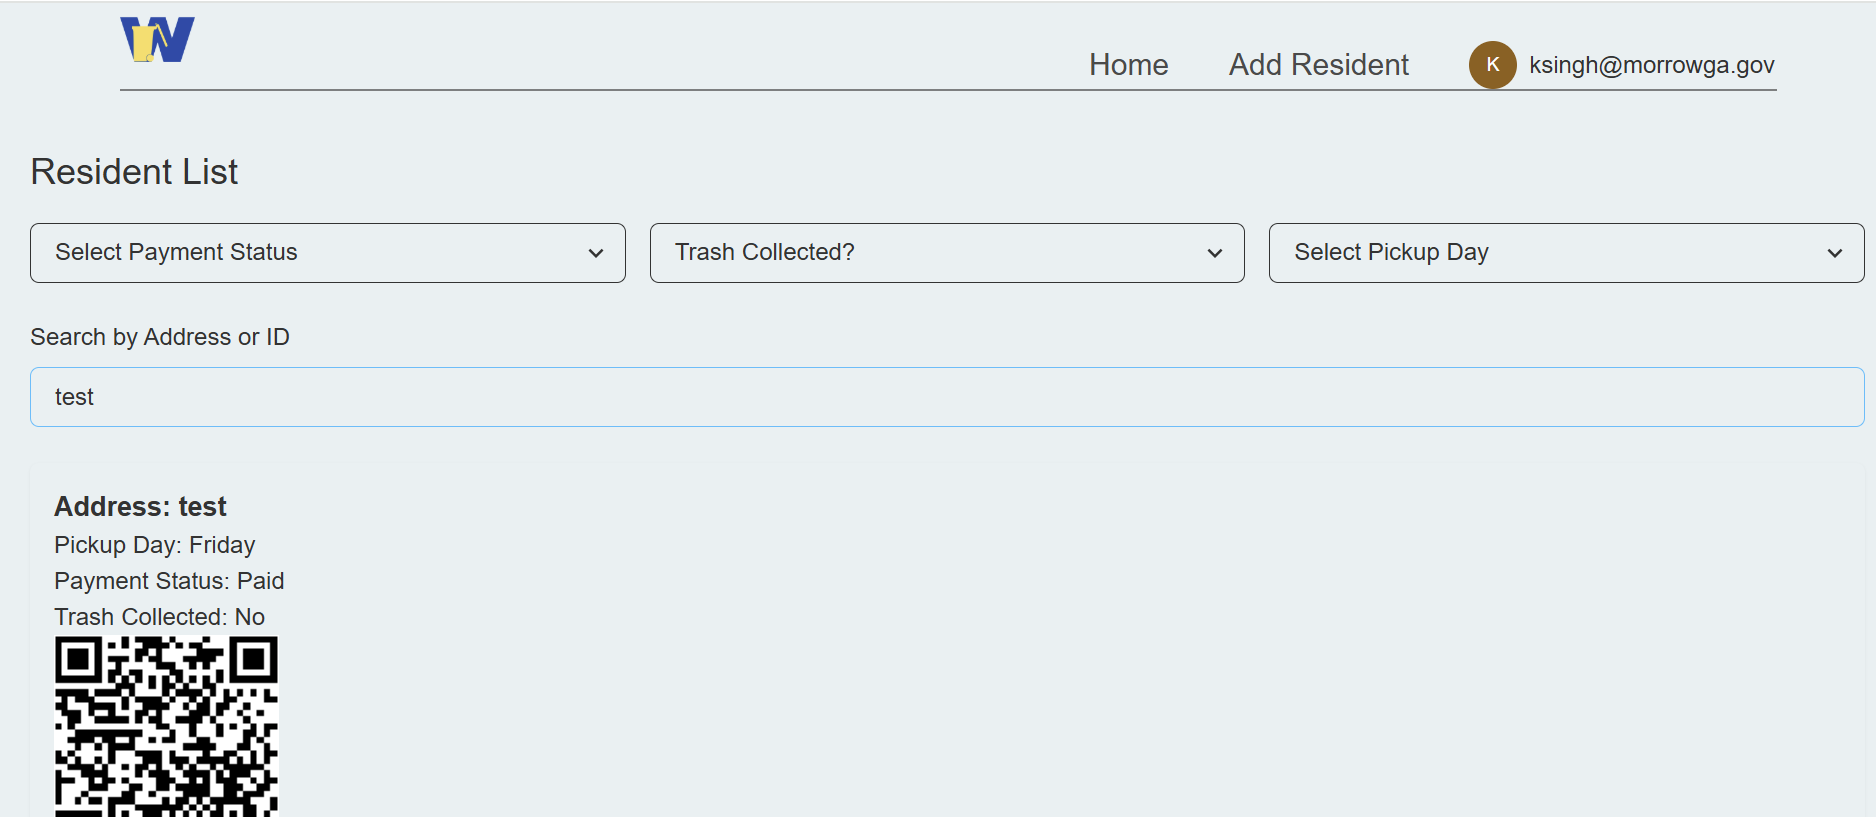 W
Home Add Resident K ksingh@morrowga.gov
Resident List
Select Payment Status Trash Collected? Select Pickup Day
Search by Address or ID
test
Address: test
Pickup Day: Friday
Payment Status: Paid
Trash Collected: No